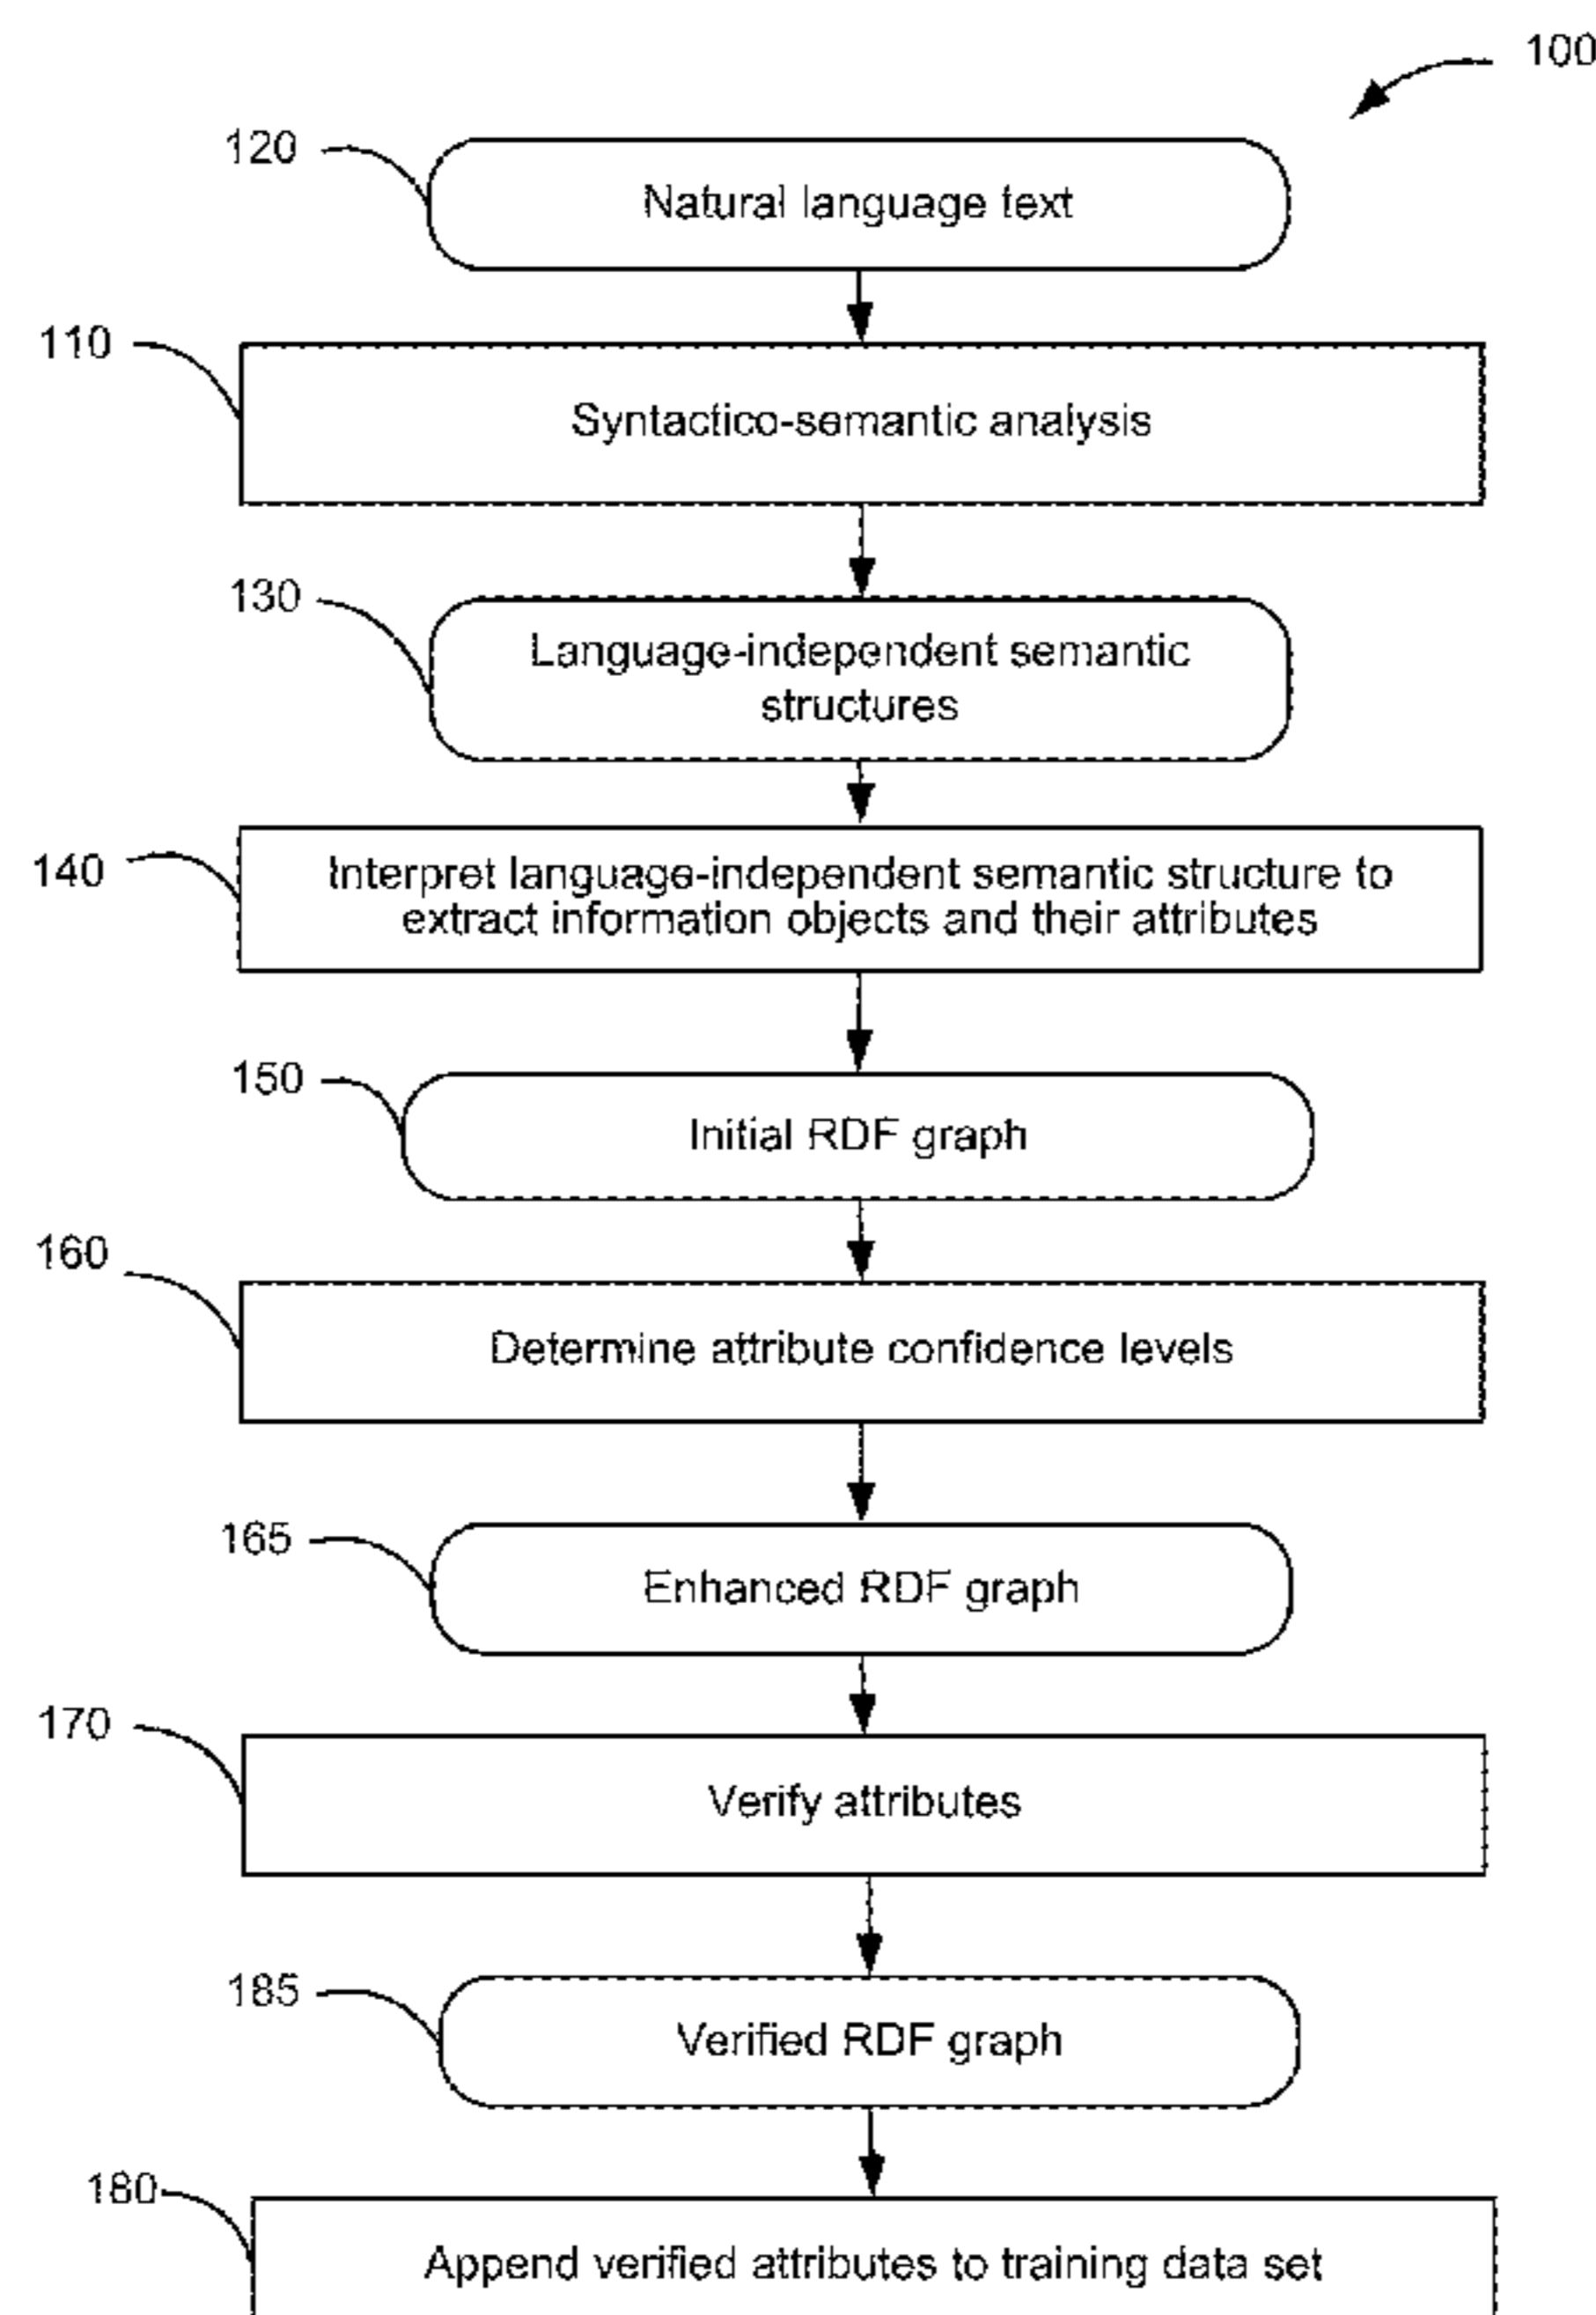 100
120
Natural language text
110
Syntactico-semantic analysis
130
Language-independent semantic
structures
140
Interpret language-independent semantic structure to
extract information objects and their attributes
150
Initial RDF graph
160
Determine attribute confidence levels
165
Enhanced RDF graph
170
Verify attributes
185
Verified RDF graph
180
Append verified attributes to training data set